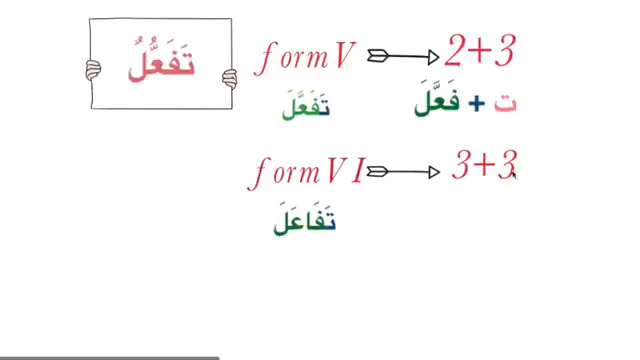 تَفَعُّلٌ
form V → 2+3
تَفَعَّلَ
ت + فَعَّلَ
form VI → 3+3
تَفَاعَلَ